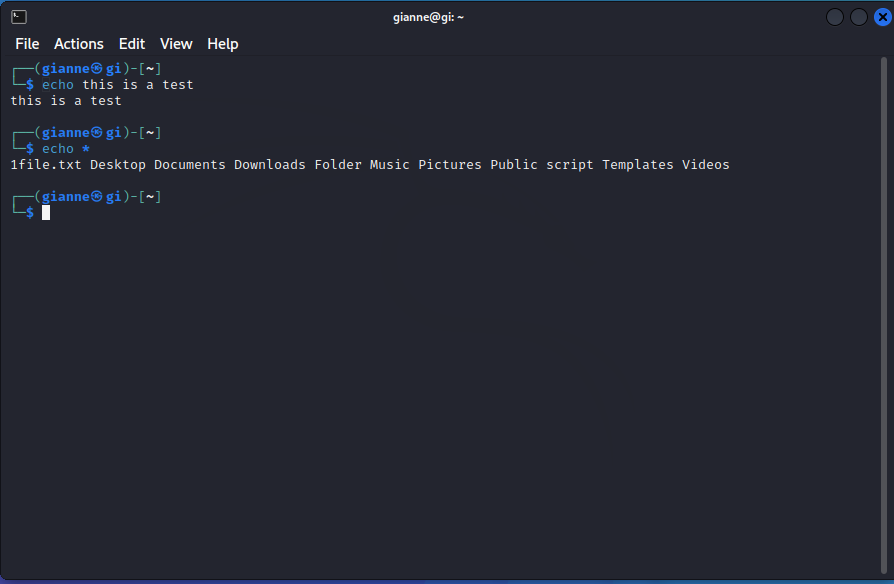 gianne@gi: ~
File Actions Edit View Help
┌──(gianne㉿gi)-[~]
└─$ echo this is a test
this is a test
┌──(gianne㉿gi)-[~]
└─$ echo *
1file.txt Desktop Documents Downloads Folder Music Pictures Public script Templates Videos
┌──(gianne㉿gi)-[~]
└─$